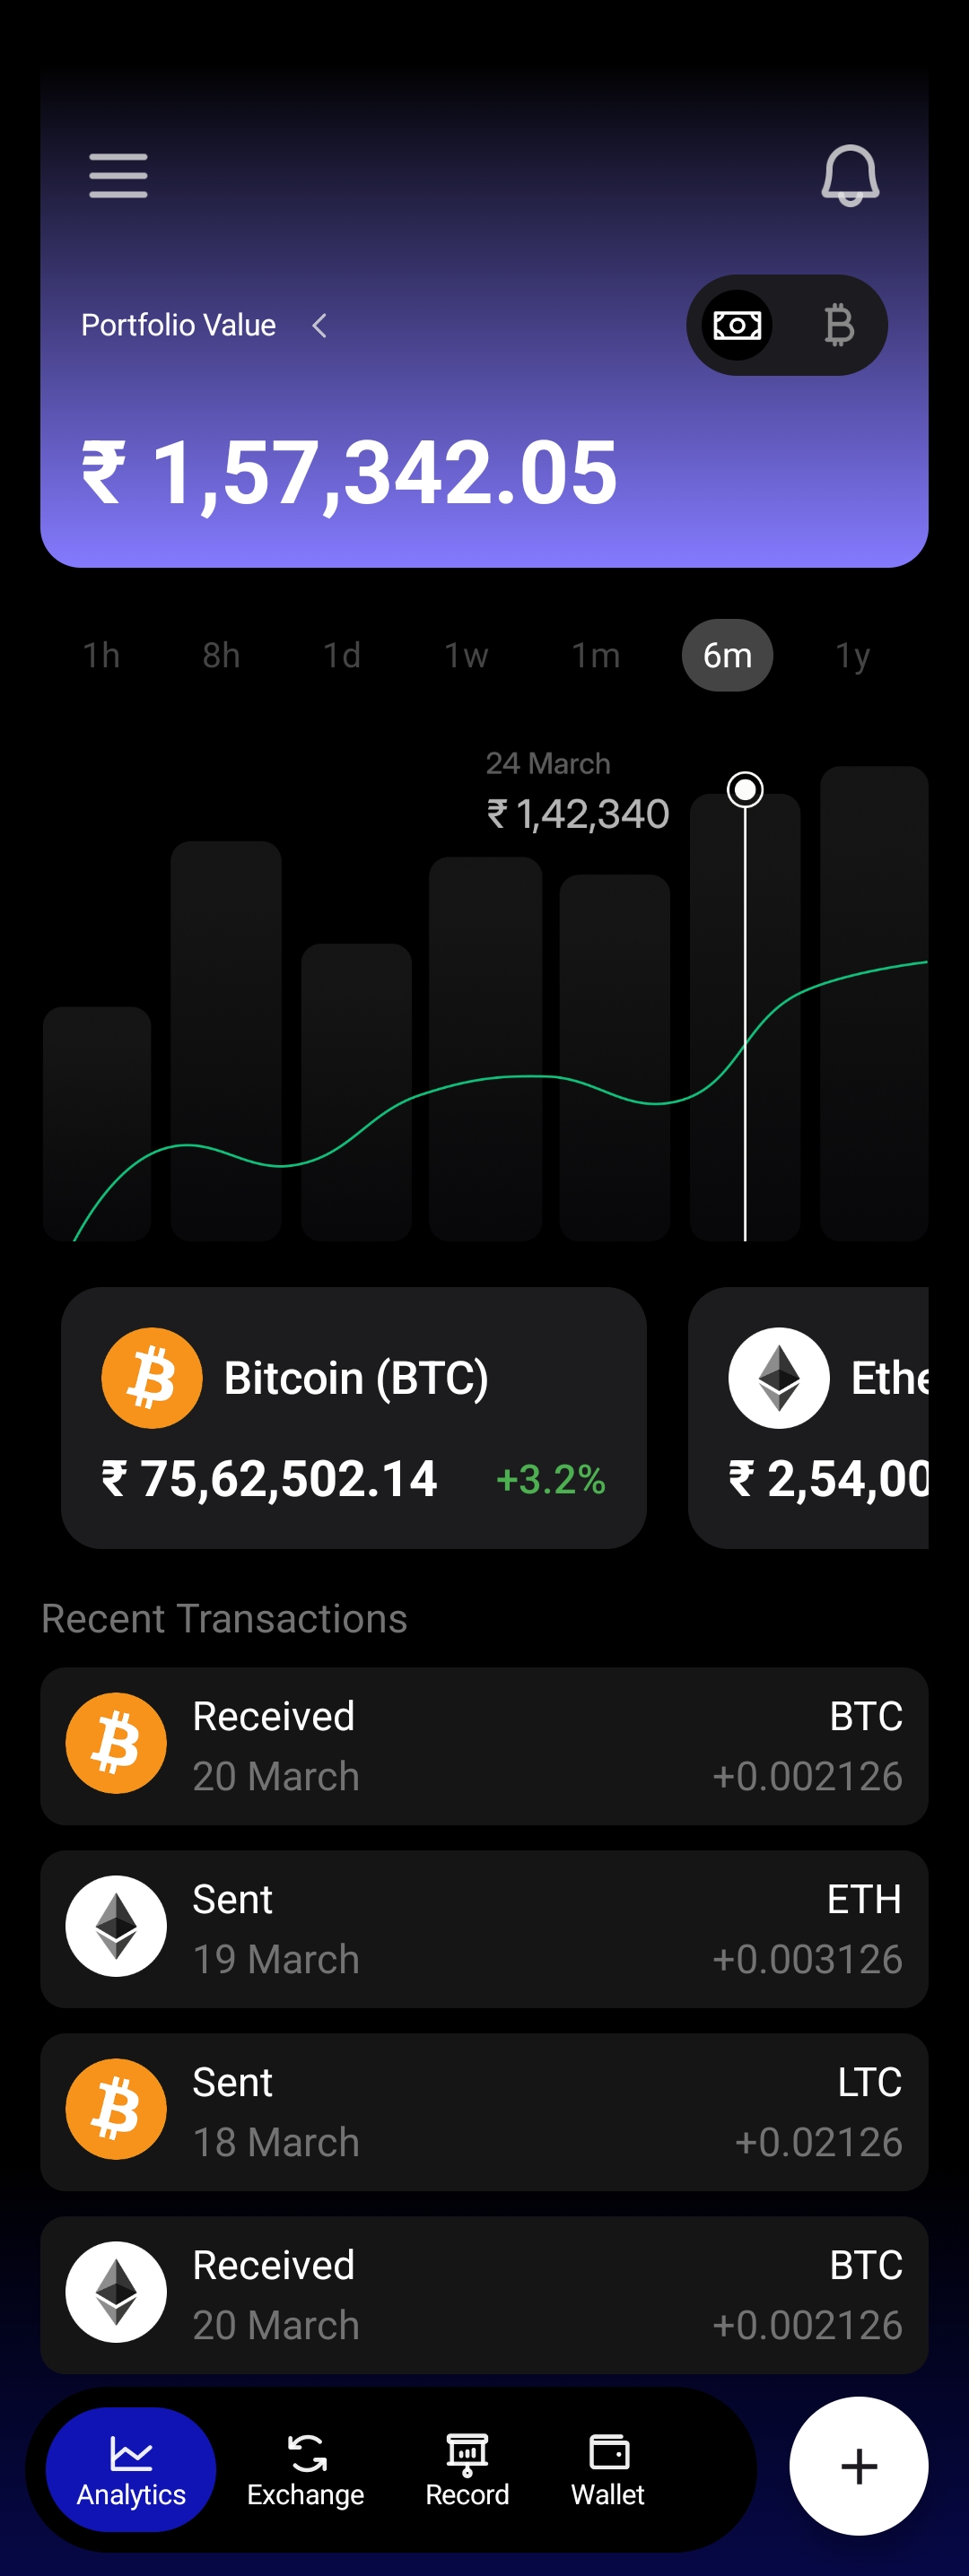 Portfolio Value
₹ 1,57,342.05
1h 8h 1d 1w 1m 6m 1y
24 March
₹ 1,42,340
Bitcoin (BTC)
₹ 75,62,502.14 +3.2%
Ethe
₹ 2,54,00
Recent Transactions
Received BTC
20 March +0.002126
Sent ETH
19 March +0.003126
Sent LTC
18 March +0.02126
Received BTC
20 March +0.002126
Analytics Exchange Record Wallet